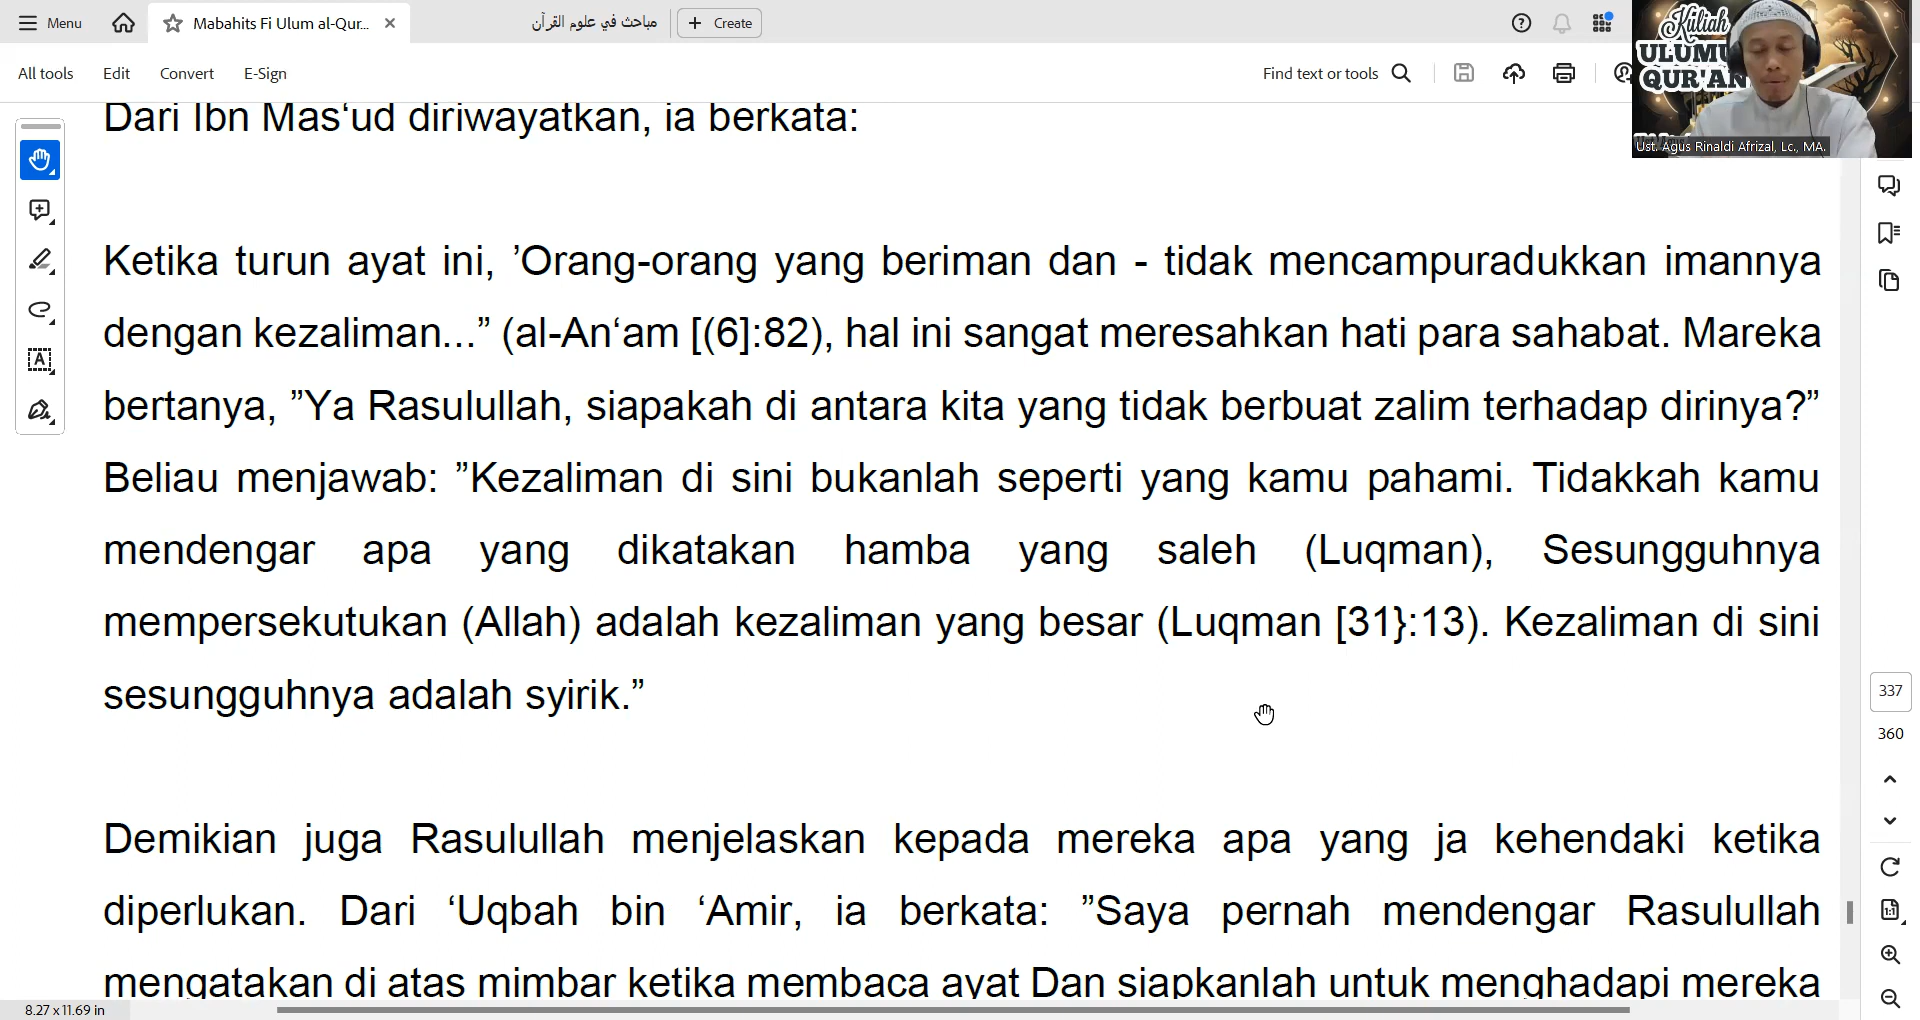 Menu
Mabahits Fi Ulum al-Qur...
مباحث في علوم القرآن
Create
All tools
Edit
Convert
E-Sign
Find text or tools
Kuliah
ULUMU
QUR'AN
Ust. Agus Rinaldi Afrizal, Lc., MA.
Dari Ibn Mas‘ud diriwayatkan, ia berkata:
Ketika turun ayat ini, ’Orang-orang yang beriman dan - tidak mencampuradukkan imannya
dengan kezaliman...” (al-An‘am [(6]:82), hal ini sangat meresahkan hati para sahabat. Mareka
bertanya, ”Ya Rasulullah, siapakah di antara kita yang tidak berbuat zalim terhadap dirinya?”
Beliau menjawab: ”Kezaliman di sini bukanlah seperti yang kamu pahami. Tidakkah kamu
mendengar apa yang dikatakan hamba yang saleh (Luqman), Sesungguhnya
mempersekutukan (Allah) adalah kezaliman yang besar (Luqman [31}:13). Kezaliman di sini
sesungguhnya adalah syirik.”
Demikian juga Rasulullah menjelaskan kepada mereka apa yang ja kehendaki ketika
diperlukan. Dari ‘Uqbah bin ‘Amir, ia berkata: ”Saya pernah mendengar Rasulullah
mengatakan di atas mimbar ketika membaca ayat Dan siapkanlah untuk menghadapi mereka
337
360
8.27 x 11.69 in